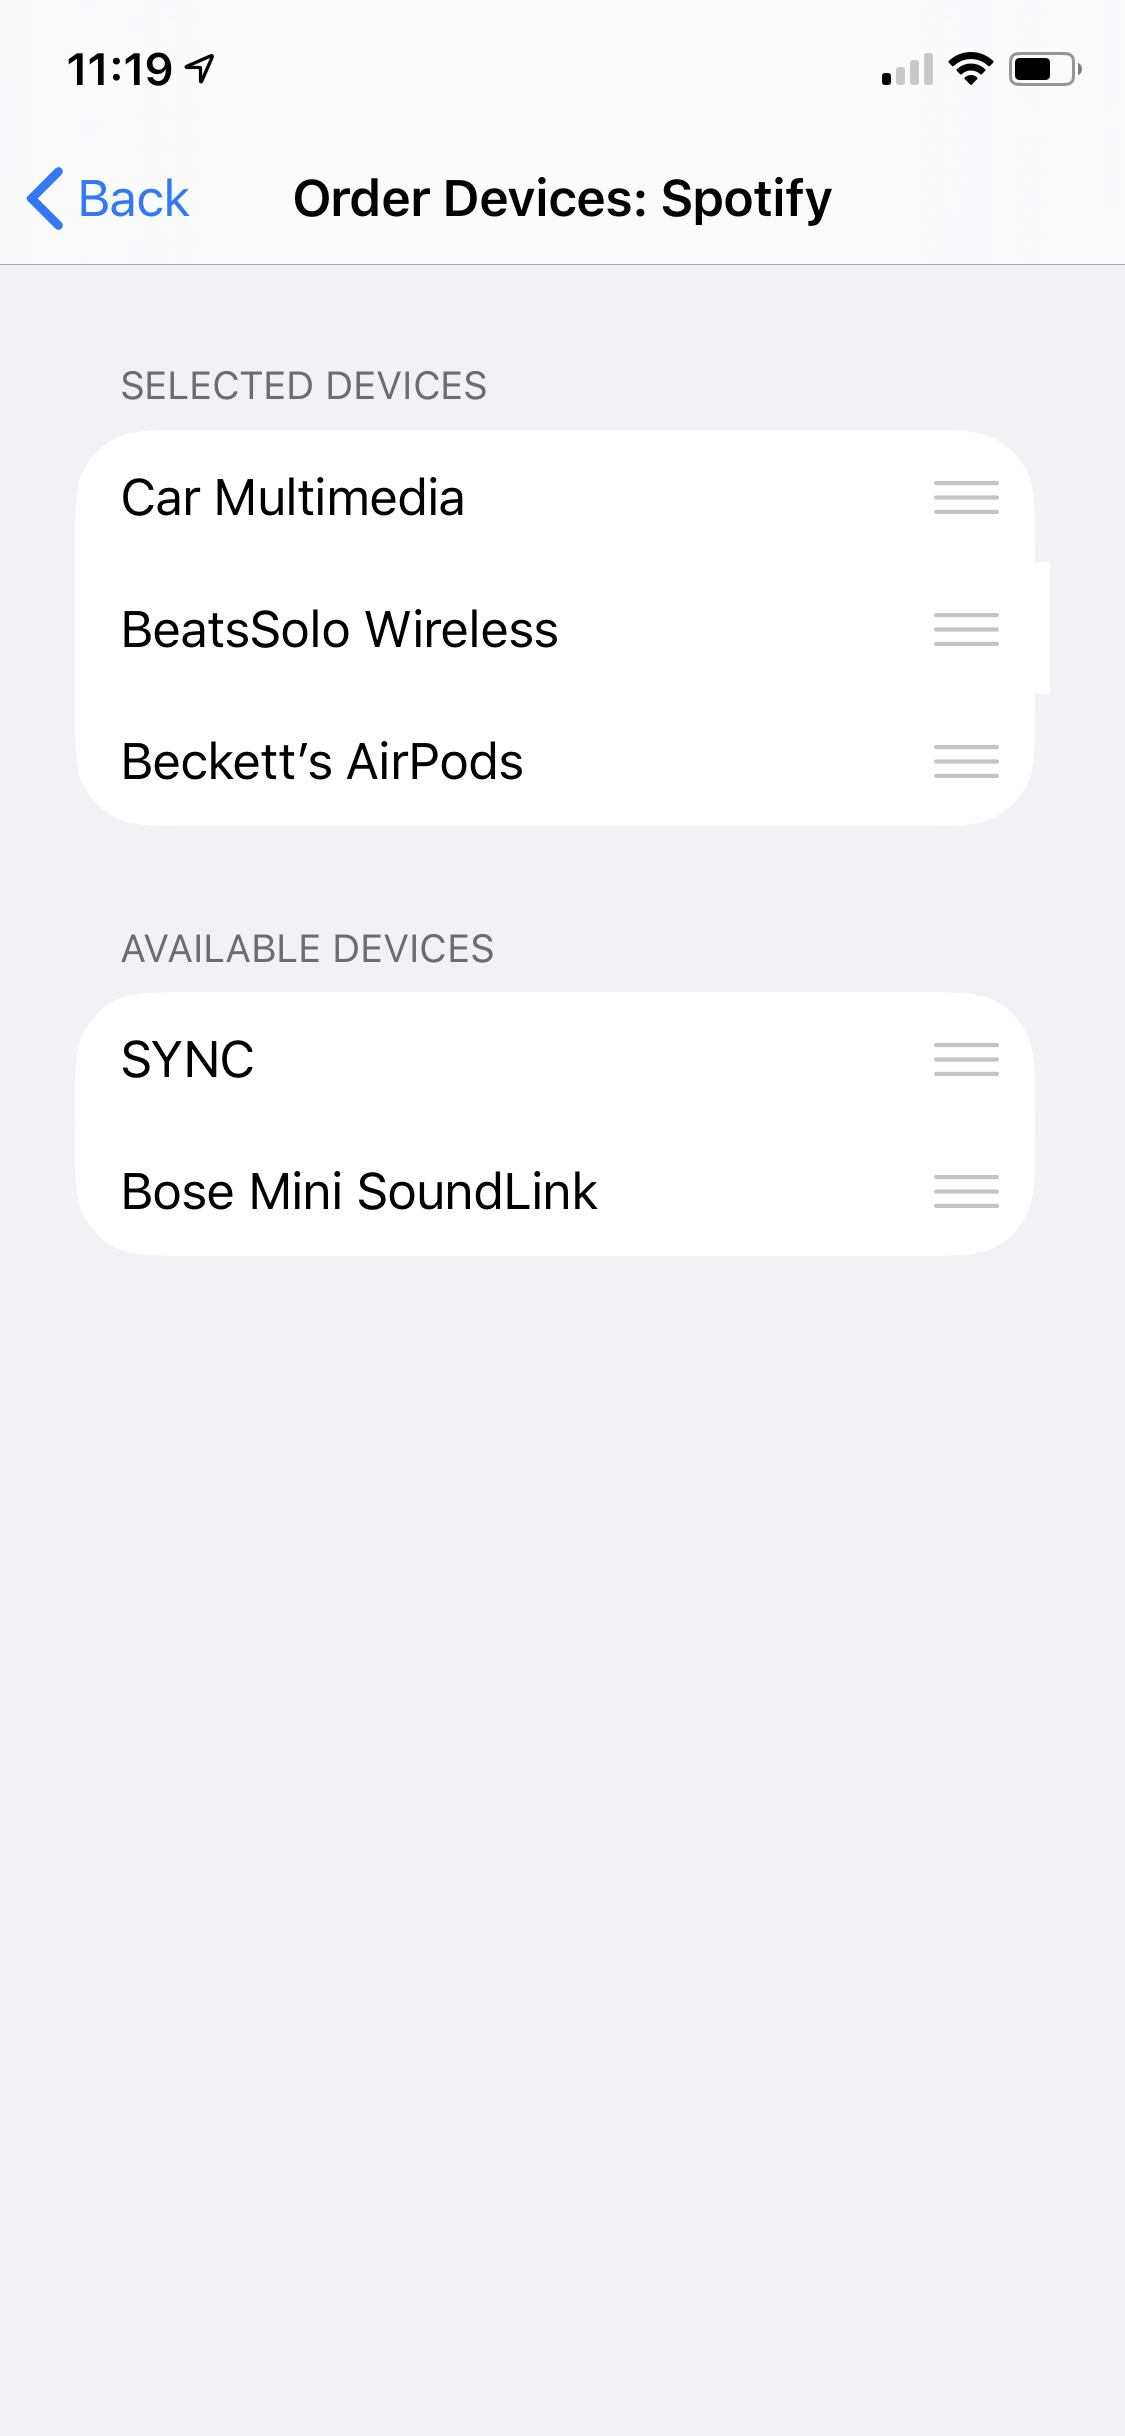 11:19
Back
Order Devices: Spotify
SELECTED DEVICES
Car Multimedia
BeatsSolo Wireless
Beckett’s AirPods
AVAILABLE DEVICES
SYNC
Bose Mini SoundLink